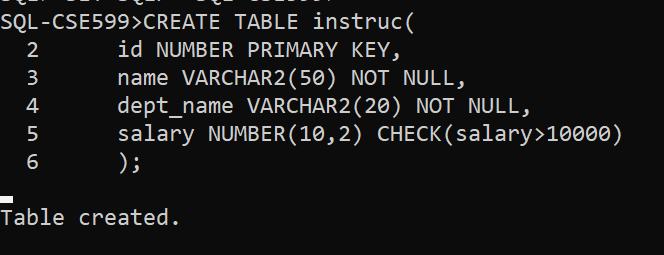 SQL-CSE599>CREATE TABLE instruc(
  2      id NUMBER PRIMARY KEY,
  3      name VARCHAR2(50) NOT NULL,
  4      dept_name VARCHAR2(20) NOT NULL,
  5      salary NUMBER(10,2) CHECK(salary>10000)
  6      );
Table created.